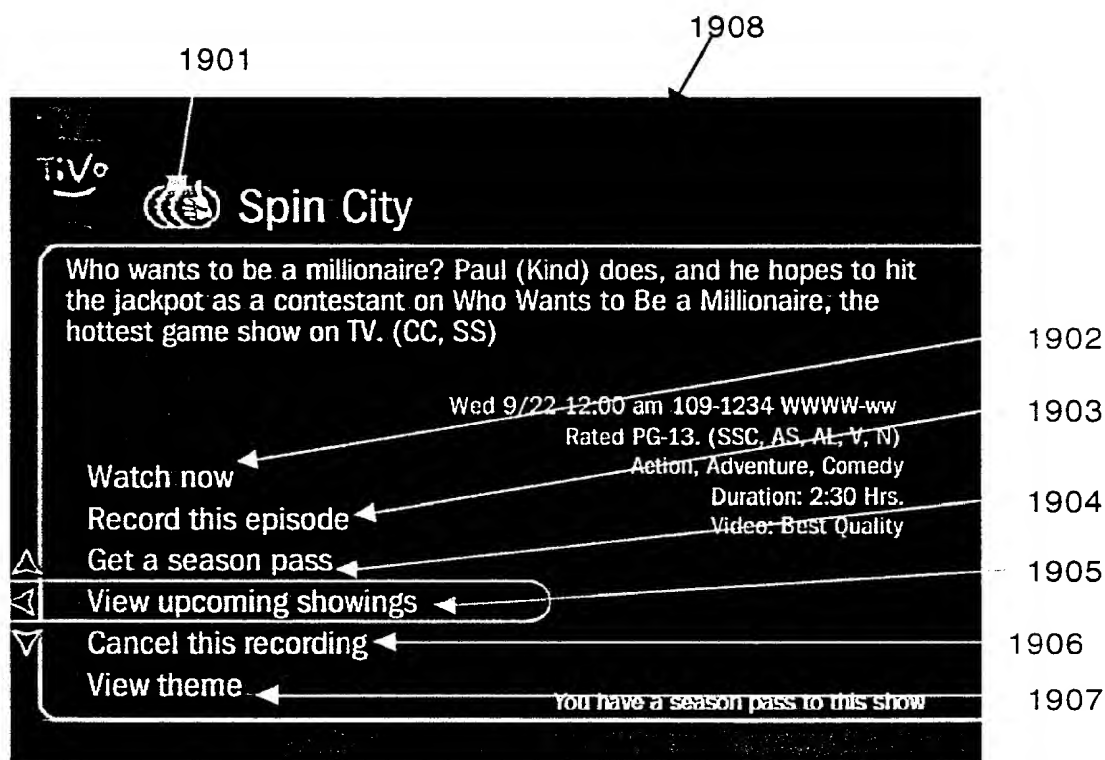 1908
1901
TiVo
Spin City
Who wants to be a millionaire? Paul (Kind) does, and he hopes to hit
the jackpot as a contestant on Who Wants to Be a Millionaire, the
hottest game show on TV. (CC, SS)
1902
Wed 9/22 12:00 am 109-1234 WWWW-ww
1903
Rated PG-13. (SSC, AS, AL, V, N)
Action, Adventure, Comedy
Watch now
Duration: 2:30 Hrs.
1904
Record this episode
Video: Best Quality
Get a season pass
1905
View upcoming showings
Cancel this recording
1906
View theme
You have a season pass to this show
1907